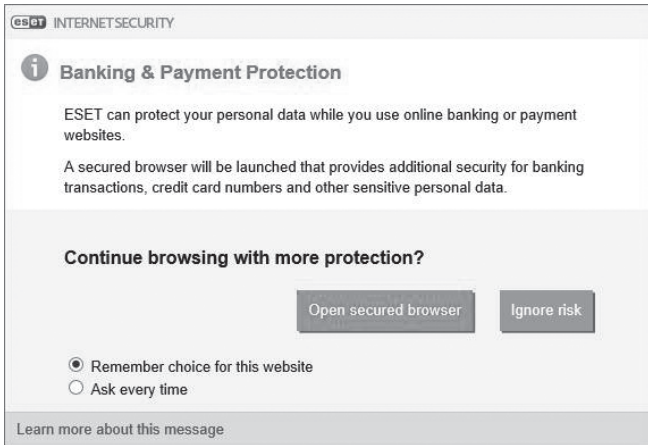 eset INTERNET SECURITY
i Banking & Payment Protection
ESET can protect your personal data while you use online banking or payment
websites.
A secured browser will be launched that provides additional security for banking
transactions, credit card numbers and other sensitive personal data.
Continue browsing with more protection?
Open secured browser Ignore risk
Remember choice for this website
Ask every time
Learn more about this message